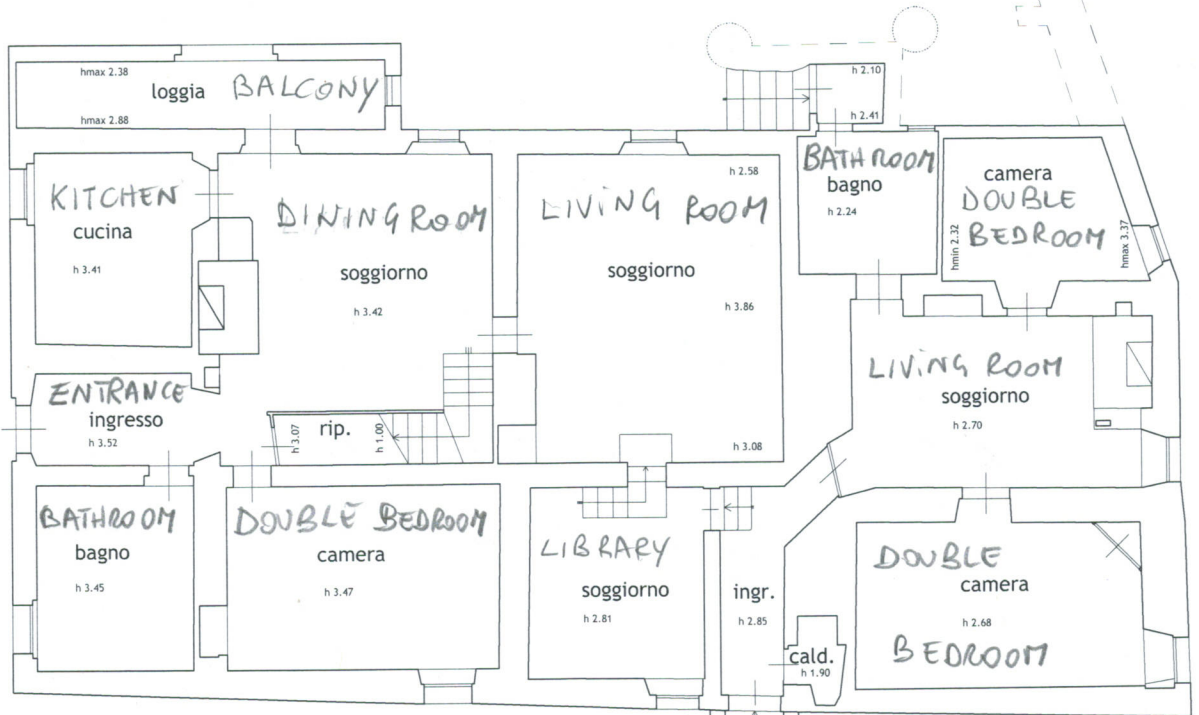 hmax 2.38
loggia BALCONY
hmax 2.88
KITCHEN
cucina
h 3.41
DINING ROOM
soggiorno
h 3.42
LIVING ROOM
h 2.58
soggiorno
h 3.86
h 3.08
h 2.10
h 2.41
BATHROOM
bagno
h 2.24
camera
DOUBLE
BEDROOM
hmin 2.32
hmax 3.37
ENTRANCE
ingresso
h 3.52
h 3.07
rip.
h 1.00
LIVING ROOM
soggiorno
h 2.70
BATHROOM
bagno
h 3.45
DOUBLE BEDROOM
camera
h 3.47
LIBRARY
soggiorno
h 2.81
ingr.
h 2.85
cald.
h 1.90
DOUBLE
camera
h 2.68
BEDROOM